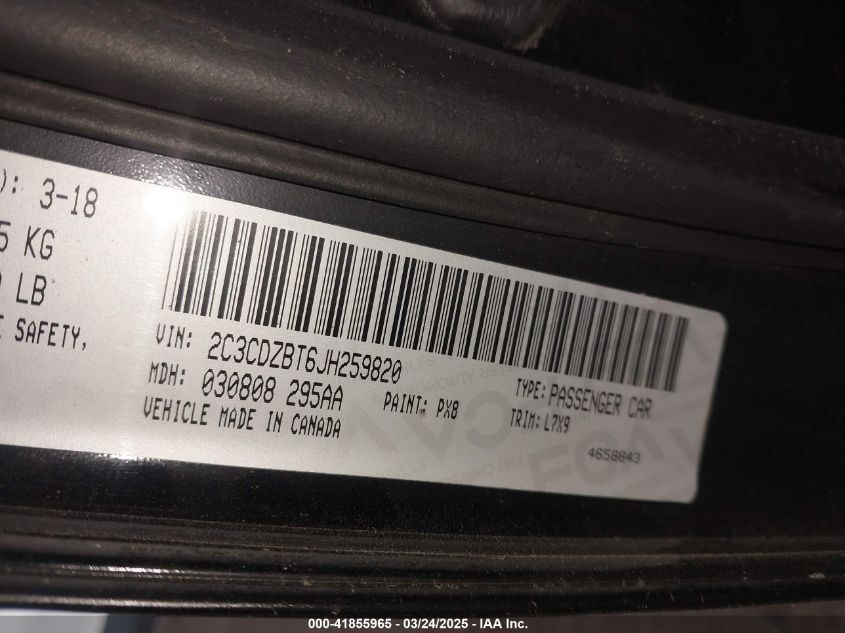 ): 3-18
5 KG
LB
SAFETY,
VIN: 2C3CDZBT6JH259820
MDH: 030808 295AA
PAINT: PX8
TYPE: PASSENGER CAR
VEHICLE MADE IN CANADA
TRIM: L7X9
4658843
000-41855965 - 03/24/2025 - IAA Inc.